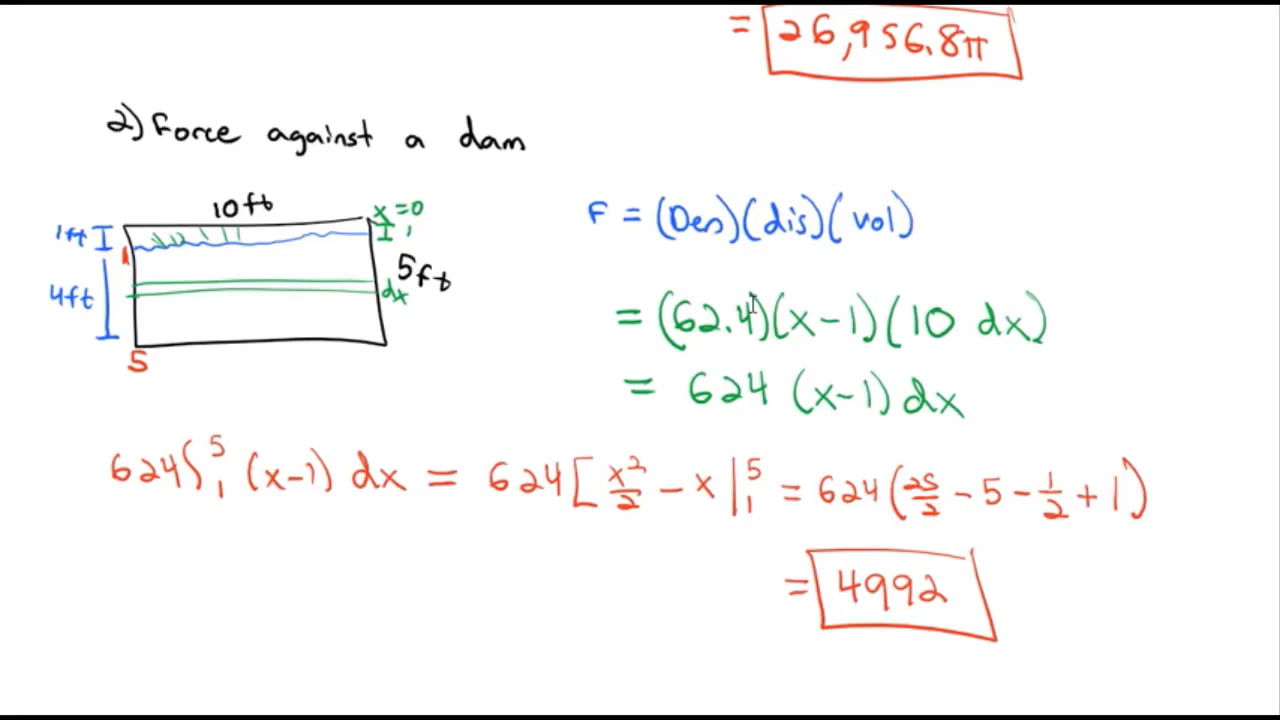 = 26,956.8π
2) Force against a dam
10ft
x=0
1ft
1
1
5ft
4ft
dx
5
F = (Den)(dis)(vol)
= (62.4)(x-1)(10 dx)
= 624 (x-1) dx
624 ∫₁⁵ (x-1) dx = 624 [x²/2 - x |₁⁵ = 624 (25/2 - 5 - 1/2 + 1)
= 4992